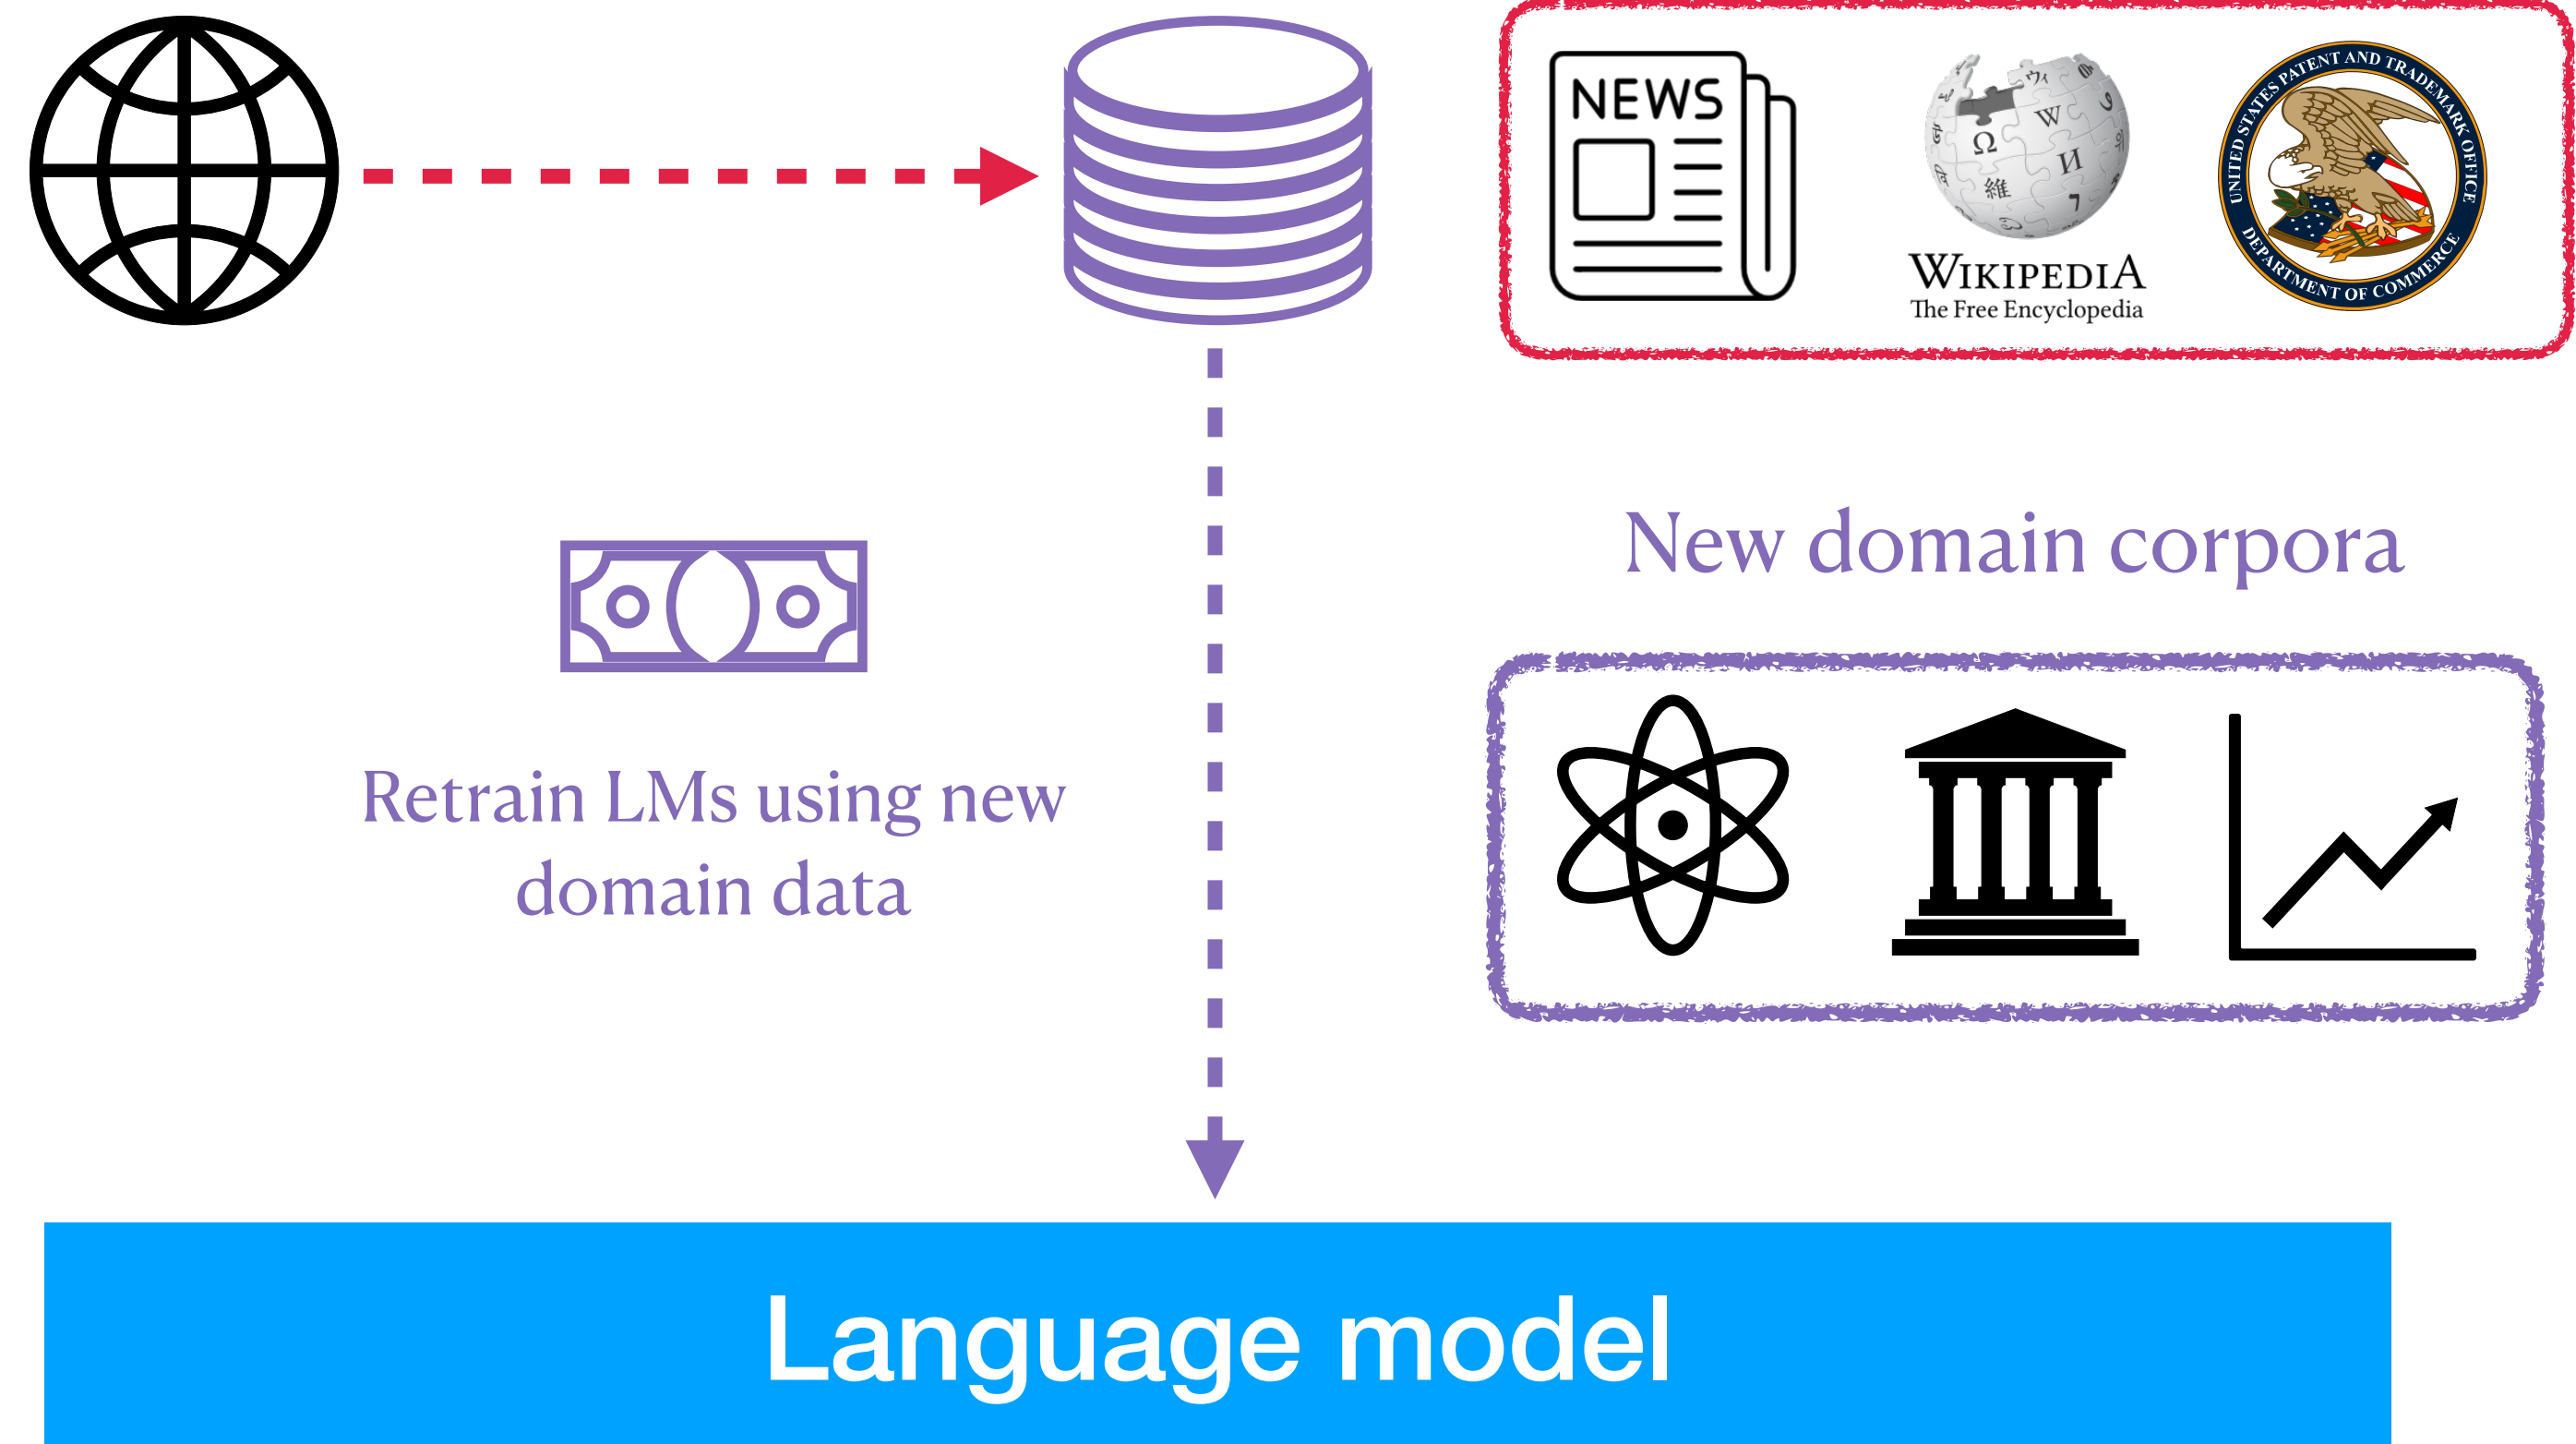 NEWS
WIKIPEDIA
The Free Encyclopedia
UNITED STATES PATENT AND TRADEMARK OFFICE
DEPARTMENT OF COMMERCE
New domain corpora
Retrain LMs using new
domain data
Language model